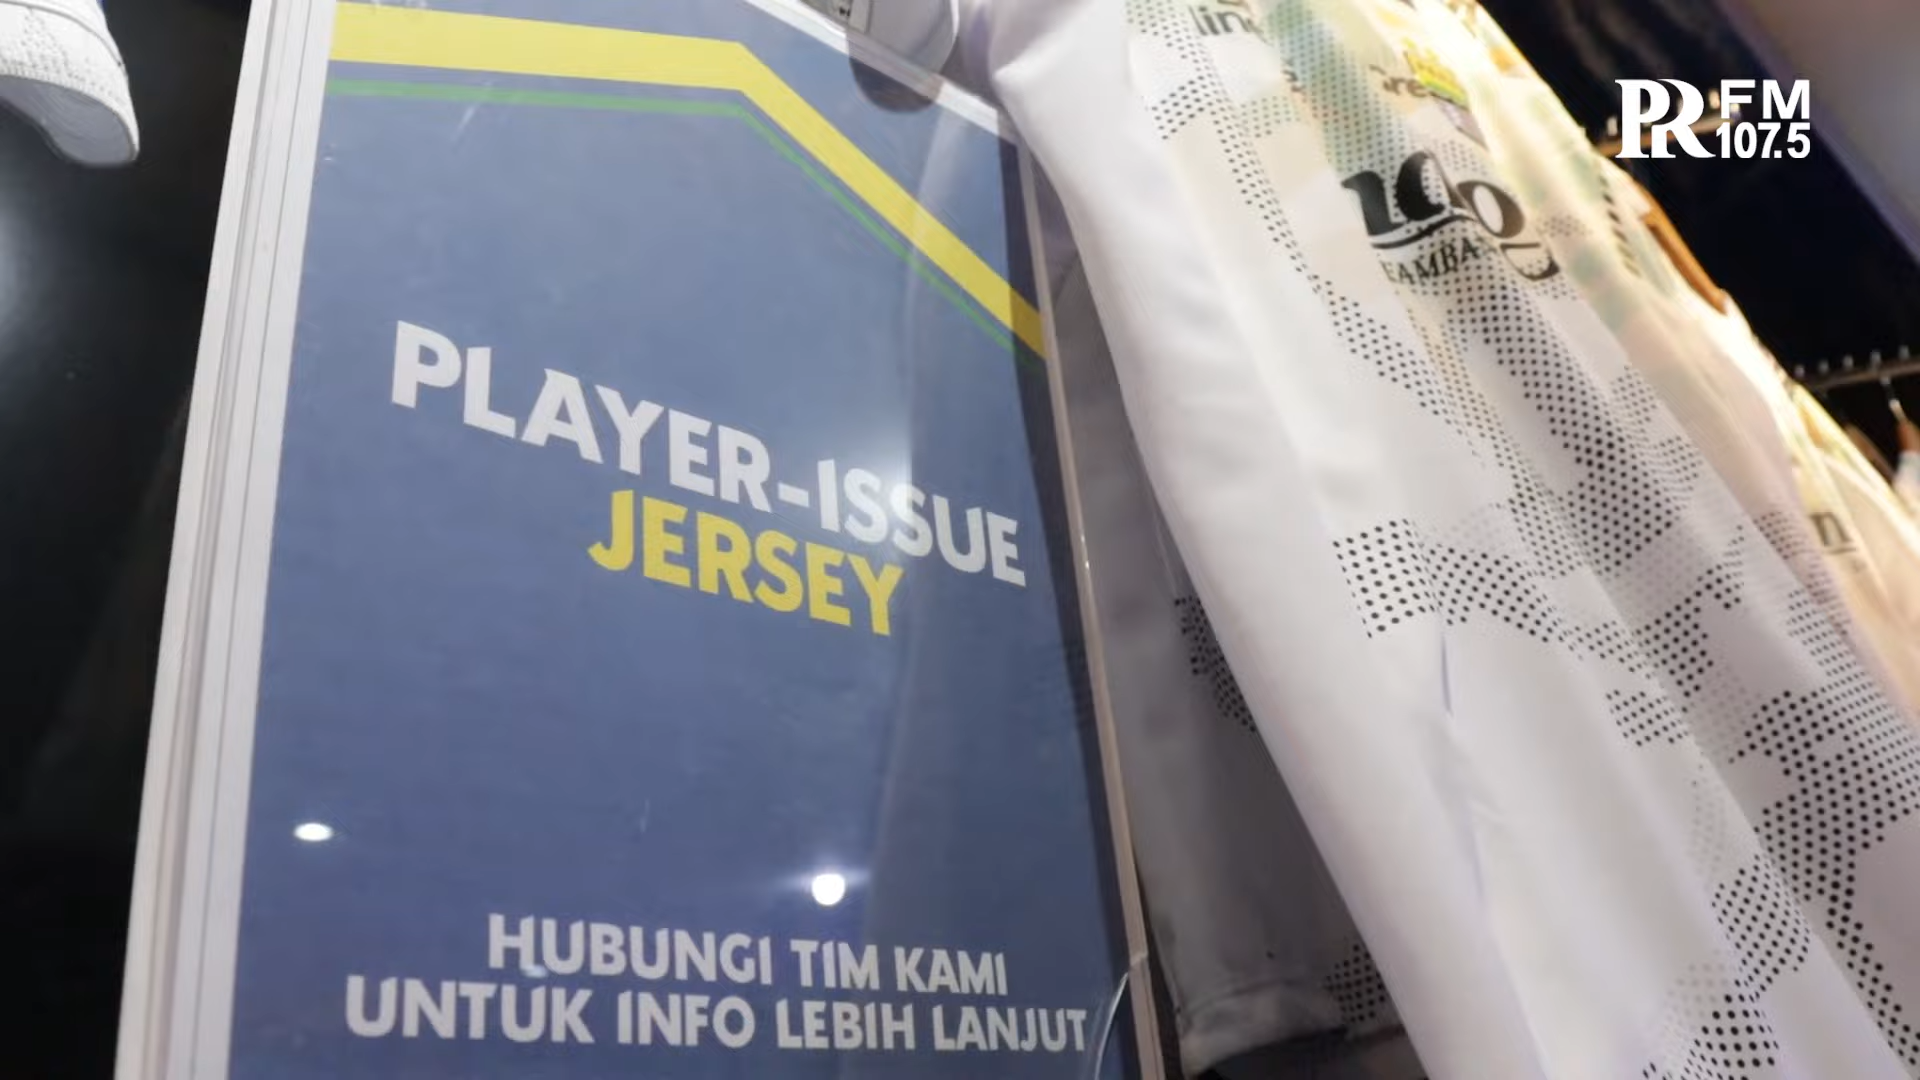 PR FM
107.5
PLAYER-ISSUE
JERSEY
HUBUNGI TIM KAMI
UNTUK INFO LEBIH LANJUT